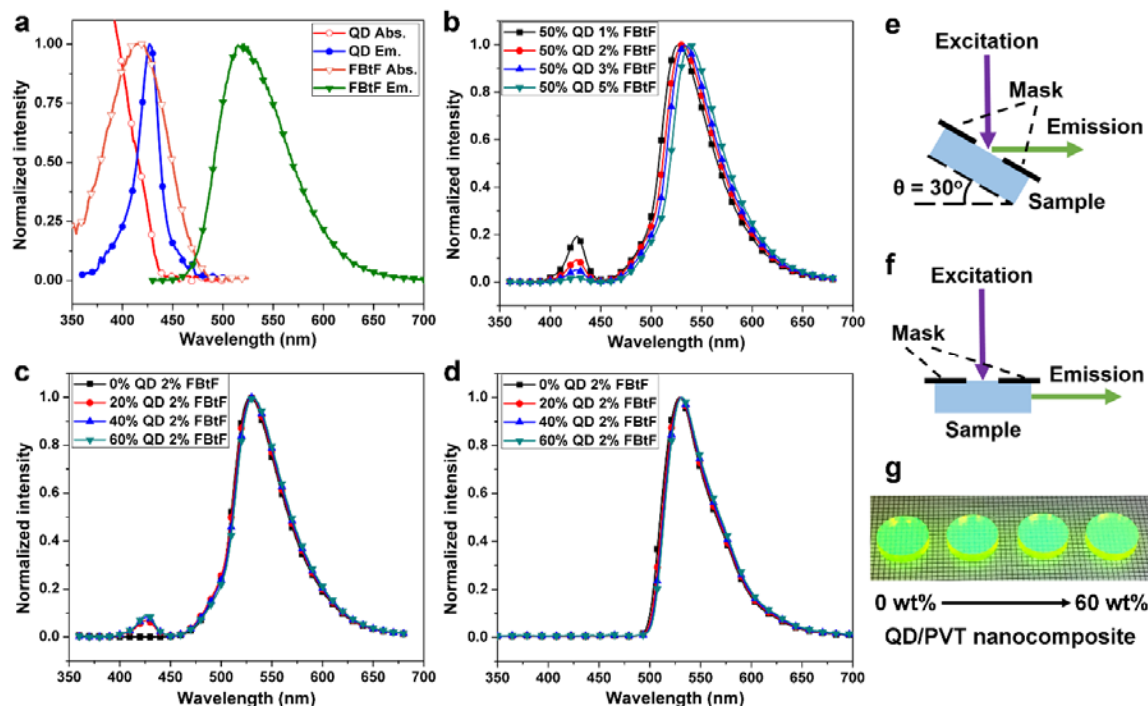 a
QD Abs.
QD Em.
FBtF Abs.
FBtF Em.
Normalized intensity
1.00
0.75
0.50
0.25
0.00
350 400 450 500 550 600 650 700
Wavelength (nm)
b
50% QD 1% FBtF
50% QD 2% FBtF
50% QD 3% FBtF
50% QD 5% FBtF
Normalized intensity
1.0
0.8
0.6
0.4
0.2
0.0
350 400 450 500 550 600 650 700
Wavelength (nm)
e
Excitation
Mask
Emission
θ = 30°
Sample
c
0% QD 2% FBtF
20% QD 2% FBtF
40% QD 2% FBtF
60% QD 2% FBtF
Normalized intensity
1.0
0.8
0.6
0.4
0.2
0.0
350 400 450 500 550 600 650 700
Wavelength (nm)
d
0% QD 2% FBtF
20% QD 2% FBtF
40% QD 2% FBtF
60% QD 2% FBtF
Normalized intensity
1.0
0.8
0.6
0.4
0.2
0.0
350 400 450 500 550 600 650 700
Wavelength (nm)
f
Excitation
Mask
Emission
Sample
g
0 wt% 60 wt%
QD/PVT nanocomposite